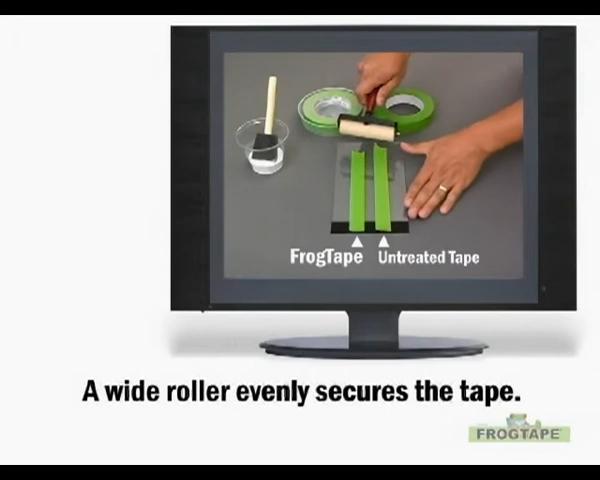 FrogTape
Untreated Tape
A wide roller evenly secures the tape.
FROGTAPE